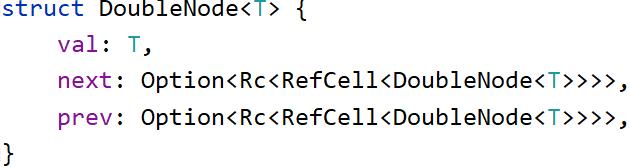 struct DoubleNode<T> {
    val: T,
    next: Option<Rc<RefCell<DoubleNode<T>>>>,
    prev: Option<Rc<RefCell<DoubleNode<T>>>>,
}